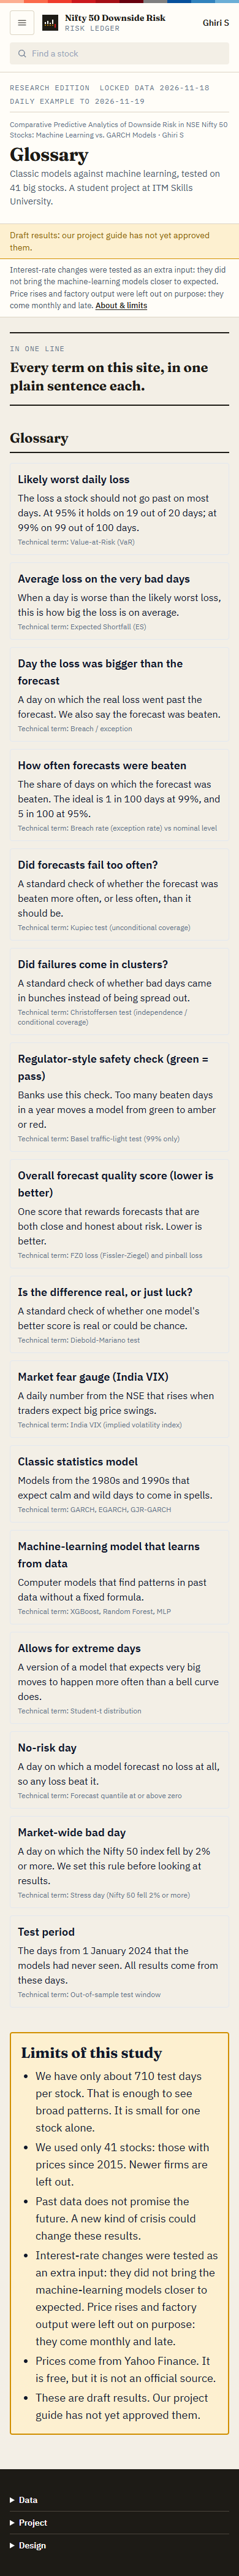 Nifty 50 Downside Risk
RISK LEDGER
Ghiri S
Find a stock
RESEARCH EDITION LOCKED DATA 2026-11-18
DAILY EXAMPLE TO 2026-11-19
Comparative Predictive Analytics of Downside Risk in NSE Nifty 50
Stocks: Machine Learning vs. GARCH Models · Ghiri S
Glossary
Classic models against machine learning, tested on
41 big stocks. A student project at ITM Skills
University.
Draft results: our project guide has not yet approved
them.
Interest-rate changes were tested as an extra input: they did
not bring the machine-learning models closer to expected.
Price rises and factory output were left out on purpose: they
come monthly and late. About & limits
IN ONE LINE
Every term on this site, in one
plain sentence each.
Glossary
Likely worst daily loss
The loss a stock should not go past on most
days. At 95% it holds on 19 out of 20 days; at
99% on 99 out of 100 days.
Technical term: Value-at-Risk (VaR)
Average loss on the very bad days
When a day is worse than the likely worst loss,
this is how big the loss is on average.
Technical term: Expected Shortfall (ES)
Day the loss was bigger than the
forecast
A day on which the real loss went past the
forecast. We also say the forecast was beaten.
Technical term: Breach / exception
How often forecasts were beaten
The share of days on which the forecast was
beaten. The ideal is 1 in 100 days at 99%, and
5 in 100 at 95%.
Technical term: Breach rate (exception rate) vs nominal level
Did forecasts fail too often?
A standard check of whether the forecast was
beaten more often, or less often, than it
should be.
Technical term: Kupiec test (unconditional coverage)
Did failures come in clusters?
A standard check of whether bad days came
in bunches instead of being spread out.
Technical term: Christoffersen test (independence /
conditional coverage)
Regulator-style safety check (green =
pass)
Banks use this check. Too many beaten days
in a year moves a model from green to amber
or red.
Technical term: Basel traffic-light test (99% only)
Overall forecast quality score (lower is
better)
One score that rewards forecasts that are
both close and honest about risk. Lower is
better.
Technical term: FZ0 loss (Fissler-Ziegel) and pinball loss
Is the difference real, or just luck?
A standard check of whether one model's
better score is real or could be chance.
Technical term: Diebold-Mariano test
Market fear gauge (India VIX)
A daily number from the NSE that rises when
traders expect big price swings.
Technical term: India VIX (implied volatility index)
Classic statistics model
Models from the 1980s and 1990s that
expect calm and wild days to come in spells.
Technical term: GARCH, EGARCH, GJR-GARCH
Machine-learning model that learns
from data
Computer models that find patterns in past
data without a fixed formula.
Technical term: XGBoost, Random Forest, MLP
Allows for extreme days
A version of a model that expects very big
moves to happen more often than a bell curve
does.
Technical term: Student-t distribution
No-risk day
A day on which a model forecast no loss at all,
so any loss beat it.
Technical term: Forecast quantile at or above zero
Market-wide bad day
A day on which the Nifty 50 index fell by 2%
or more. We set this rule before looking at
results.
Technical term: Stress day (Nifty 50 fell 2% or more)
Test period
The days from 1 January 2024 that the
models had never seen. All results come from
these days.
Technical term: Out-of-sample test window
Limits of this study
• We have only about 710 test days
per stock. That is enough to see
broad patterns. It is small for one
stock alone.
• We used only 41 stocks: those with
prices since 2015. Newer firms are
left out.
• Past data does not promise the
future. A new kind of crisis could
change these results.
• Interest-rate changes were tested as
an extra input: they did not bring the
machine-learning models closer to
expected. Price rises and factory
output were left out on purpose:
they come monthly and late.
• Prices come from Yahoo Finance. It
is free, but it is not an official source.
• These are draft results. Our project
guide has not yet approved them.
Data
Project
Design